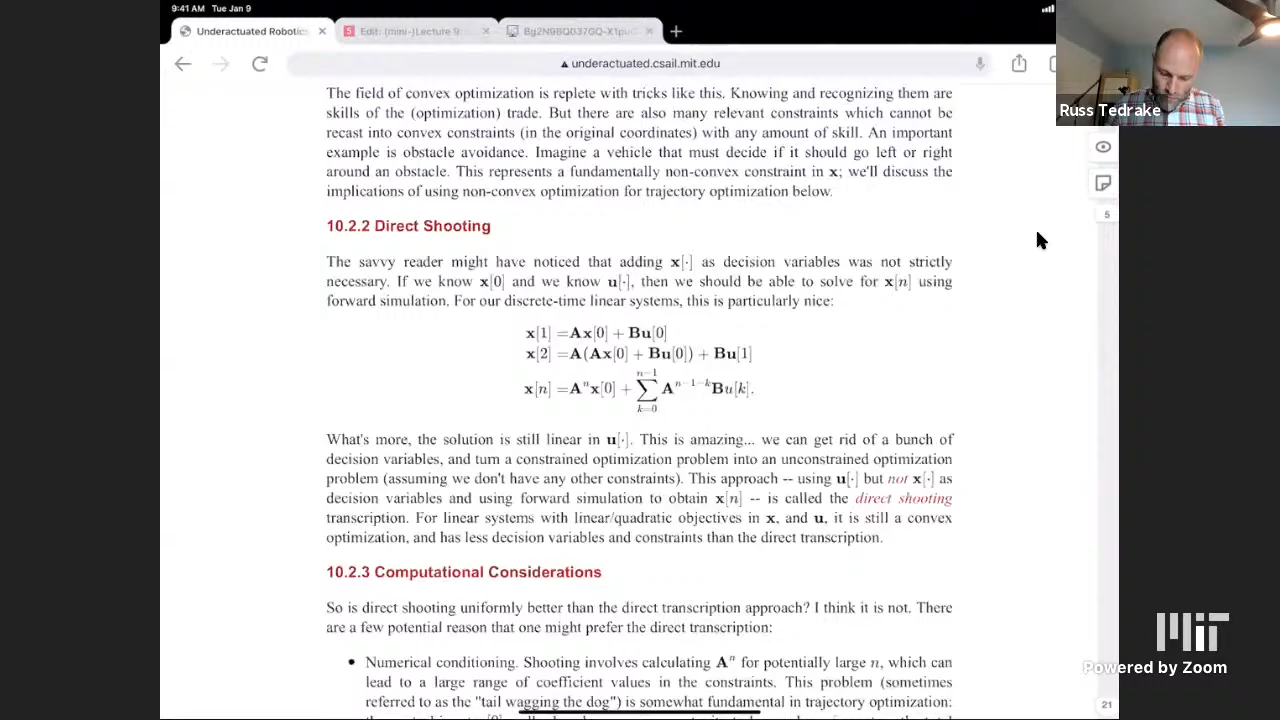 9:41 AM Tue Jan 9
Underactuated Robotics
Edit: (mini-)Lecture 9
underactuated.csail.mit.edu
Russ Tedrake
The field of convex optimization is replete with tricks like this. Knowing and recognizing them are
skills of the (optimization) trade. But there are also many relevant constraints which cannot be
recast into convex constraints (in the original coordinates) with any amount of skill. An important
example is obstacle avoidance. Imagine a vehicle that must decide if it should go left or right
around an obstacle. This represents a fundamentally non-convex constraint in x; we'll discuss the
implications of using non-convex optimization for trajectory optimization below.
5
10.2.2 Direct Shooting
The savvy reader might have noticed that adding x[·] as decision variables was not strictly
necessary. If we know x[0] and we know u[·], then we should be able to solve for x[n] using
forward simulation. For our discrete-time linear systems, this is particularly nice:
x[1] =Ax[0] + Bu[0]
x[2] =A(Ax[0] + Bu[0]) + Bu[1]
x[n] =Aⁿx[0] + ∑_{k=0}^{n−1} A^{n−1−k}Bu[k].
What's more, the solution is still linear in u[·]. This is amazing... we can get rid of a bunch of
decision variables, and turn a constrained optimization problem into an unconstrained optimization
problem (assuming we don't have any other constraints). This approach -- using u[·] but not x[·] as
decision variables and using forward simulation to obtain x[n] -- is called the direct shooting
transcription. For linear systems with linear/quadratic objectives in x, and u, it is still a convex
optimization, and has less decision variables and constraints than the direct transcription.
10.2.3 Computational Considerations
So is direct shooting uniformly better than the direct transcription approach? I think it is not. There
are a few potential reason that one might prefer the direct transcription:
• Numerical conditioning. Shooting involves calculating Aⁿ for potentially large n, which can
lead to a large range of coefficient values in the constraints. This problem (sometimes
referred to as the "tail wagging the dog") is somewhat fundamental in trajectory optimization:
MIT
Powered by Zoom
21